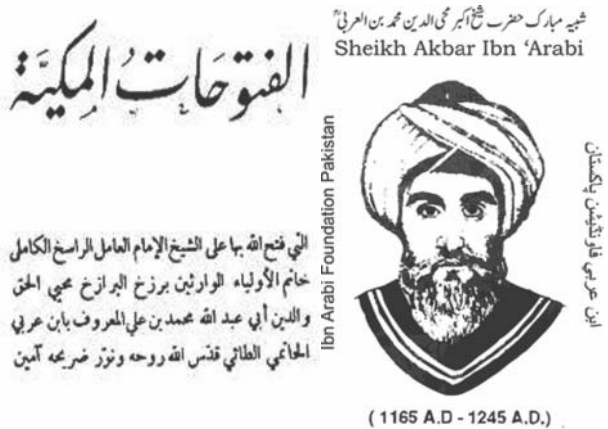 الفتوحات المكية
التي فتح الله بها على الشيخ الإمام العامل الراسخ الكامل
خاتم الأولياء الوارثين برزخ البرازخ محيي الحق
والدين أبي عبد الله محمد بن علي المعروف بابن عربي
الحاتمي الطائي قدس الله روحه ونور ضريحه آمين
شبیہ مبارک حضرت شیخ اکبر محی الدین محمد بن العربیؒ
Sheikh Akbar Ibn ‘Arabi
Ibn Arabi Foundation Pakistan
ابن عربی فاونڈیشن پاکستان
( 1165 A.D - 1245 A.D.)